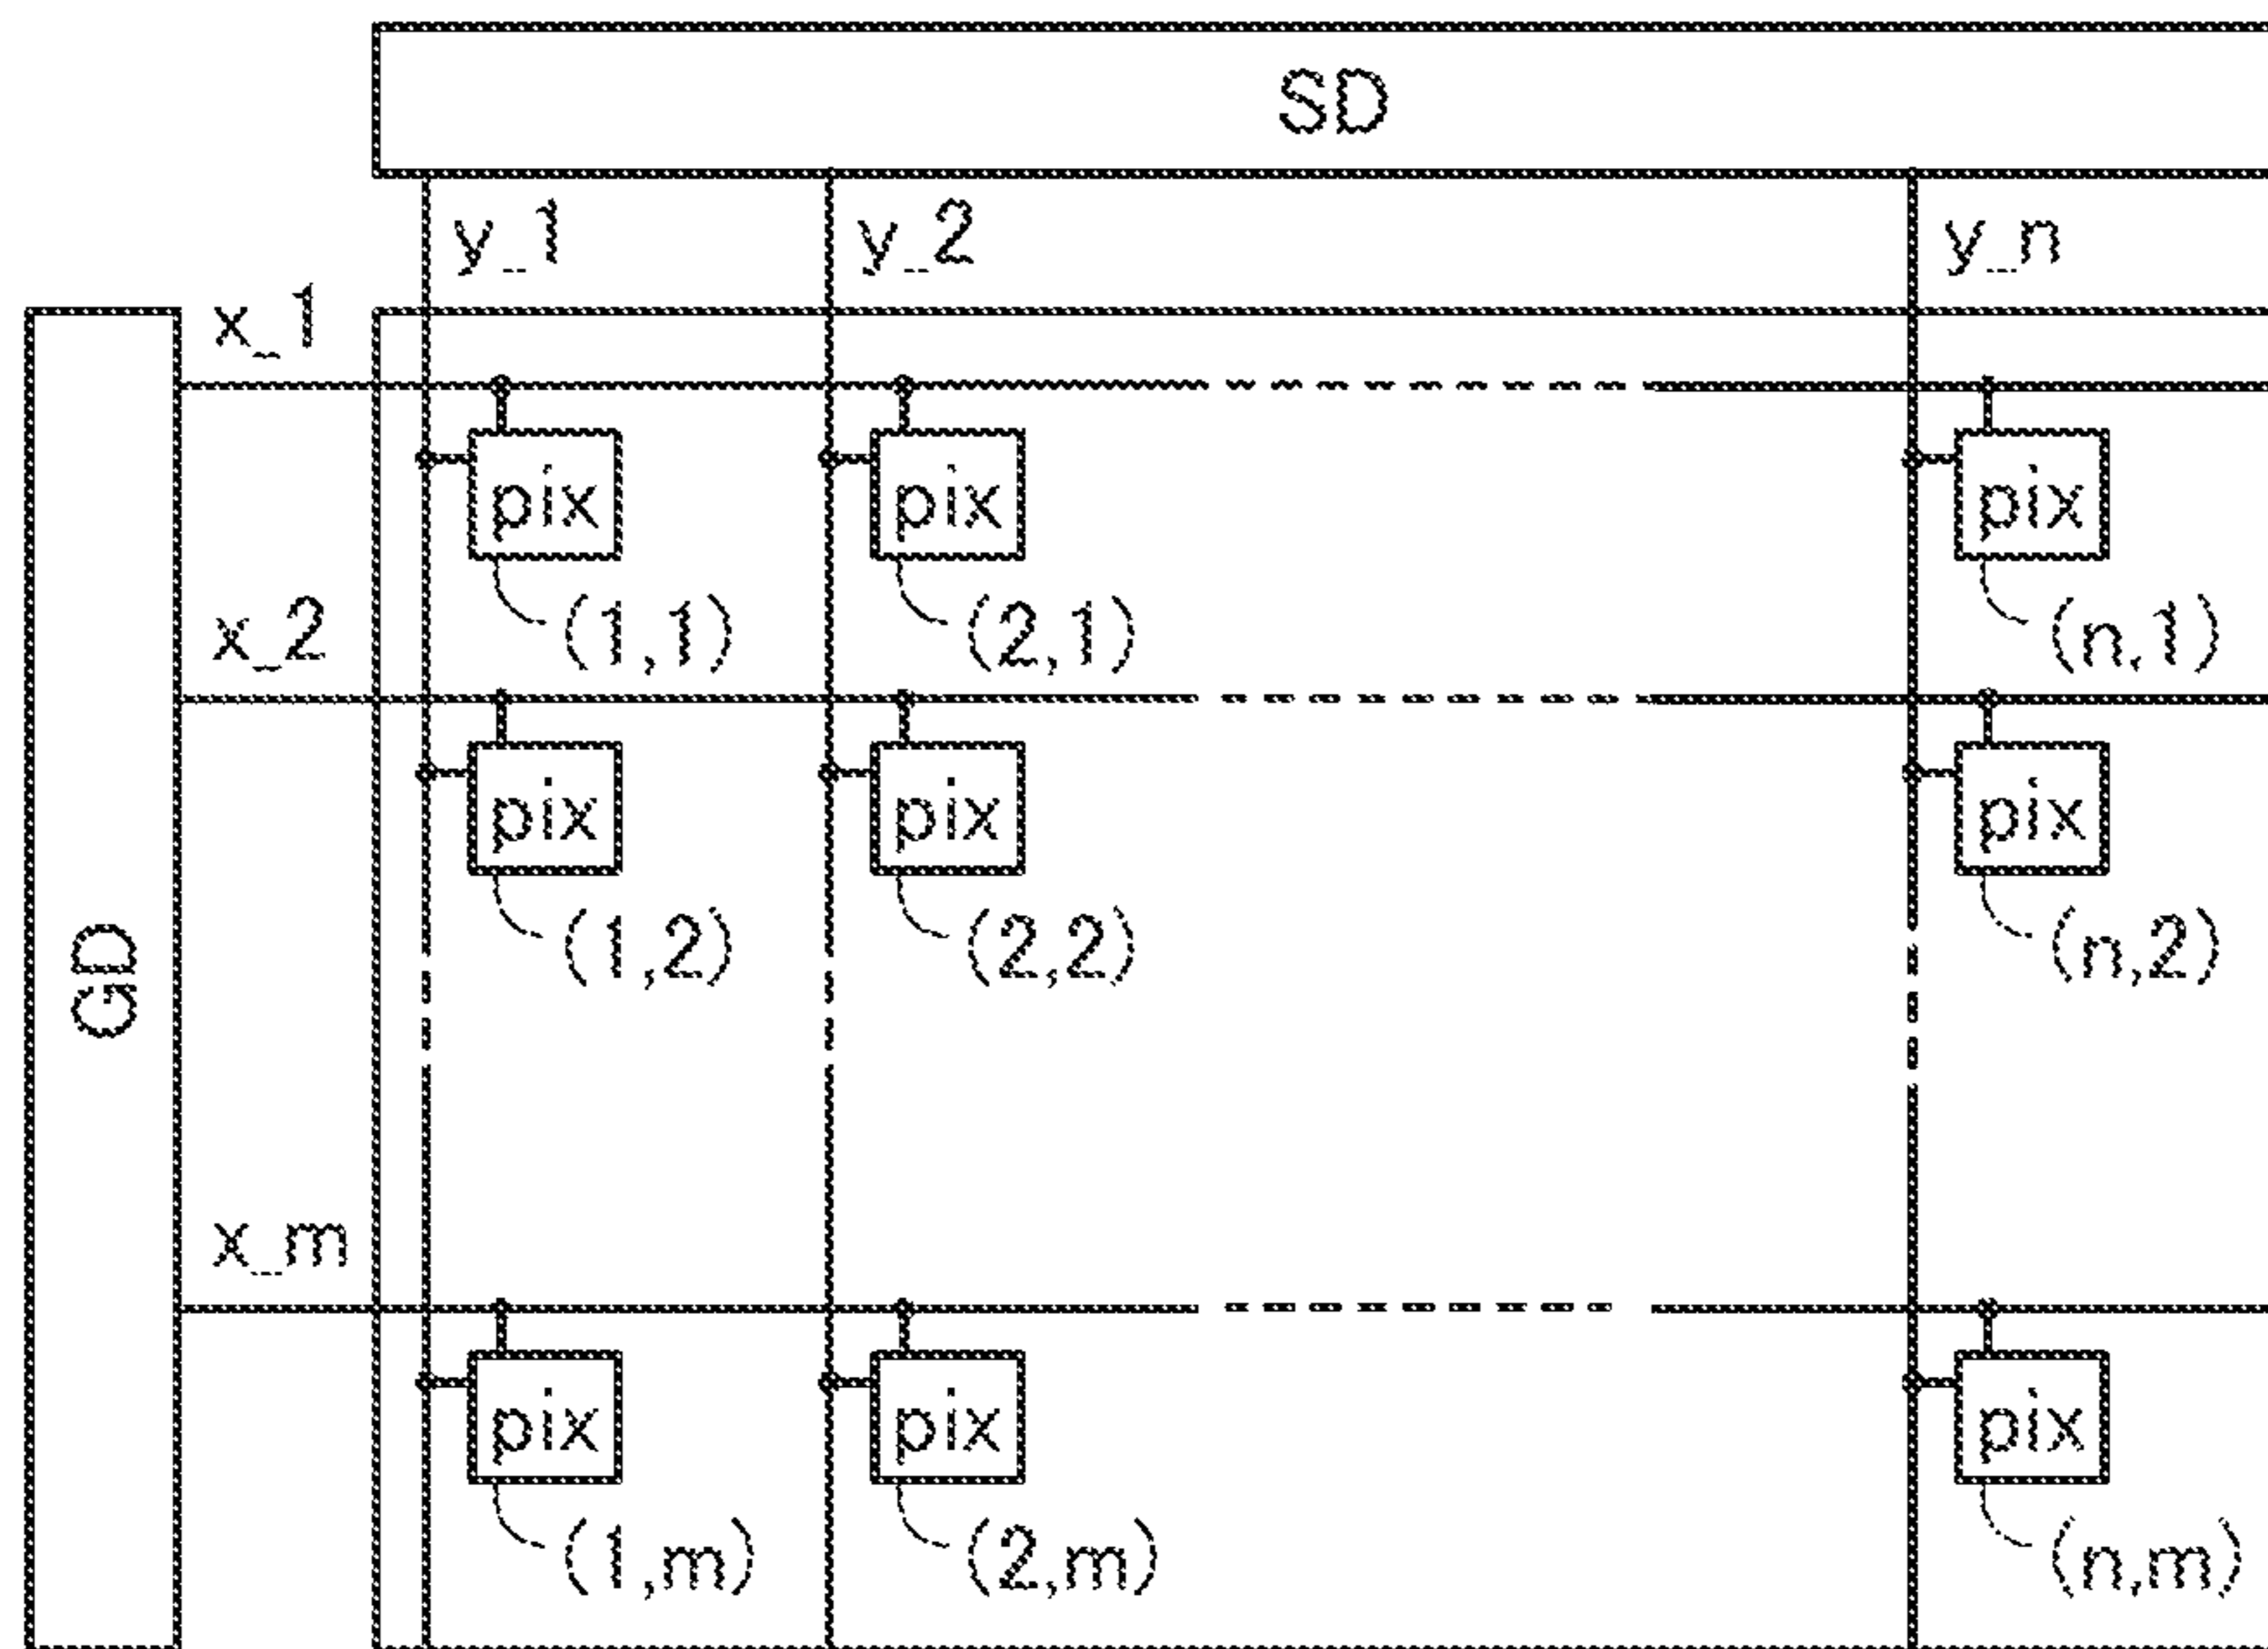 SD
y_1 y_2 y_n
x_1
pix pix pix
(1,1) (2,1) (n,1)
x_2
pix pix pix
(1,2) (2,2) (n,2)
GD
x_m
pix pix pix
(1,m) (2,m) (n,m)